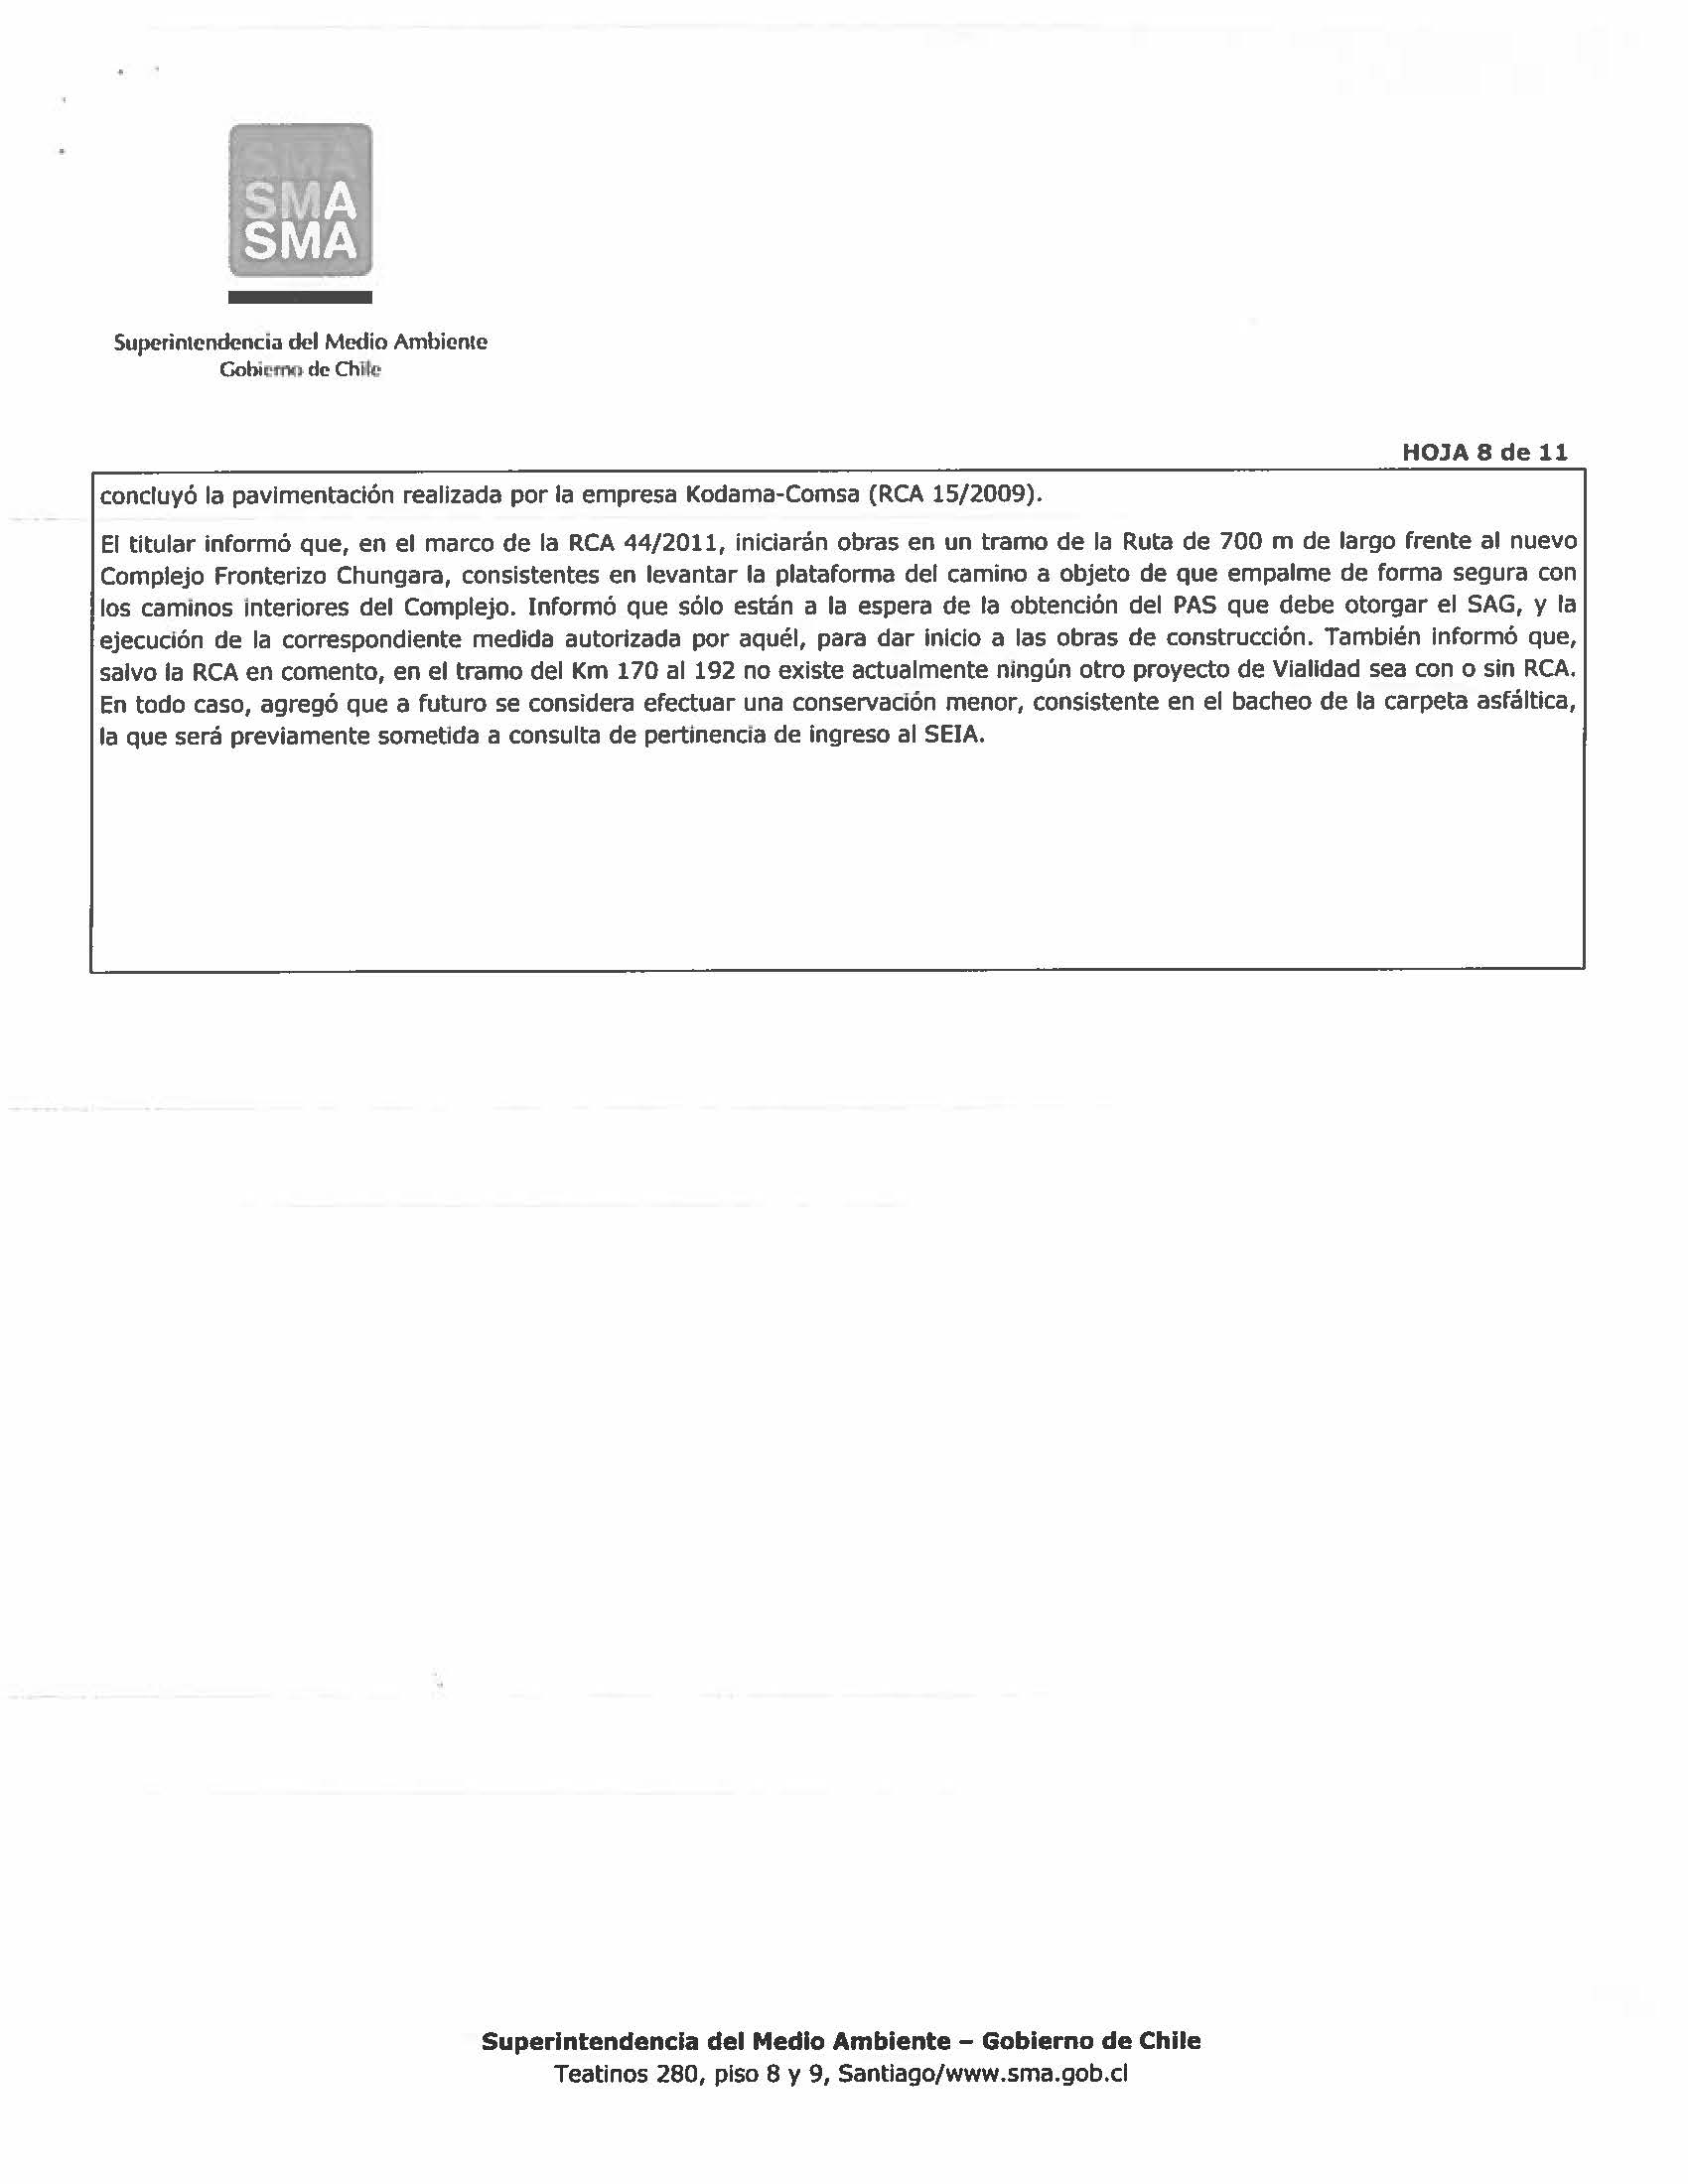 SMA
SMA
SMA
Superintendencia del Medio Ambiente
Gobierno de Chile
HOJA 8 de 11
concluyó la pavimentación realizada por la empresa Kodama-Comsa (RCA 15/2009).
El titular informó que, en el marco de la RCA 44/2011, iniciarán obras en un tramo de la Ruta de 700 m de largo frente al nuevo
Complejo Fronterizo Chungara, consistentes en levantar la plataforma del camino a objeto de que empalme de forma segura con
los caminos interiores del Complejo. Informó que sólo están a la espera de la obtención del PAS que debe otorgar el SAG, y la
ejecución de la correspondiente medida autorizada por aquél, para dar inicio a las obras de construcción. También informó que,
salvo la RCA en comento, en el tramo del Km 170 al 192 no existe actualmente ningún otro proyecto de Vialidad sea con o sin RCA.
En todo caso, agregó que a futuro se considera efectuar una conservación menor, consistente en el bacheo de la carpeta asfáltica,
la que será previamente sometida a consulta de pertinencia de ingreso al SEIA.
Superintendencia del Medio Ambiente – Gobierno de Chile
Teatinos 280, piso 8 y 9, Santiago/www.sma.gob.cl